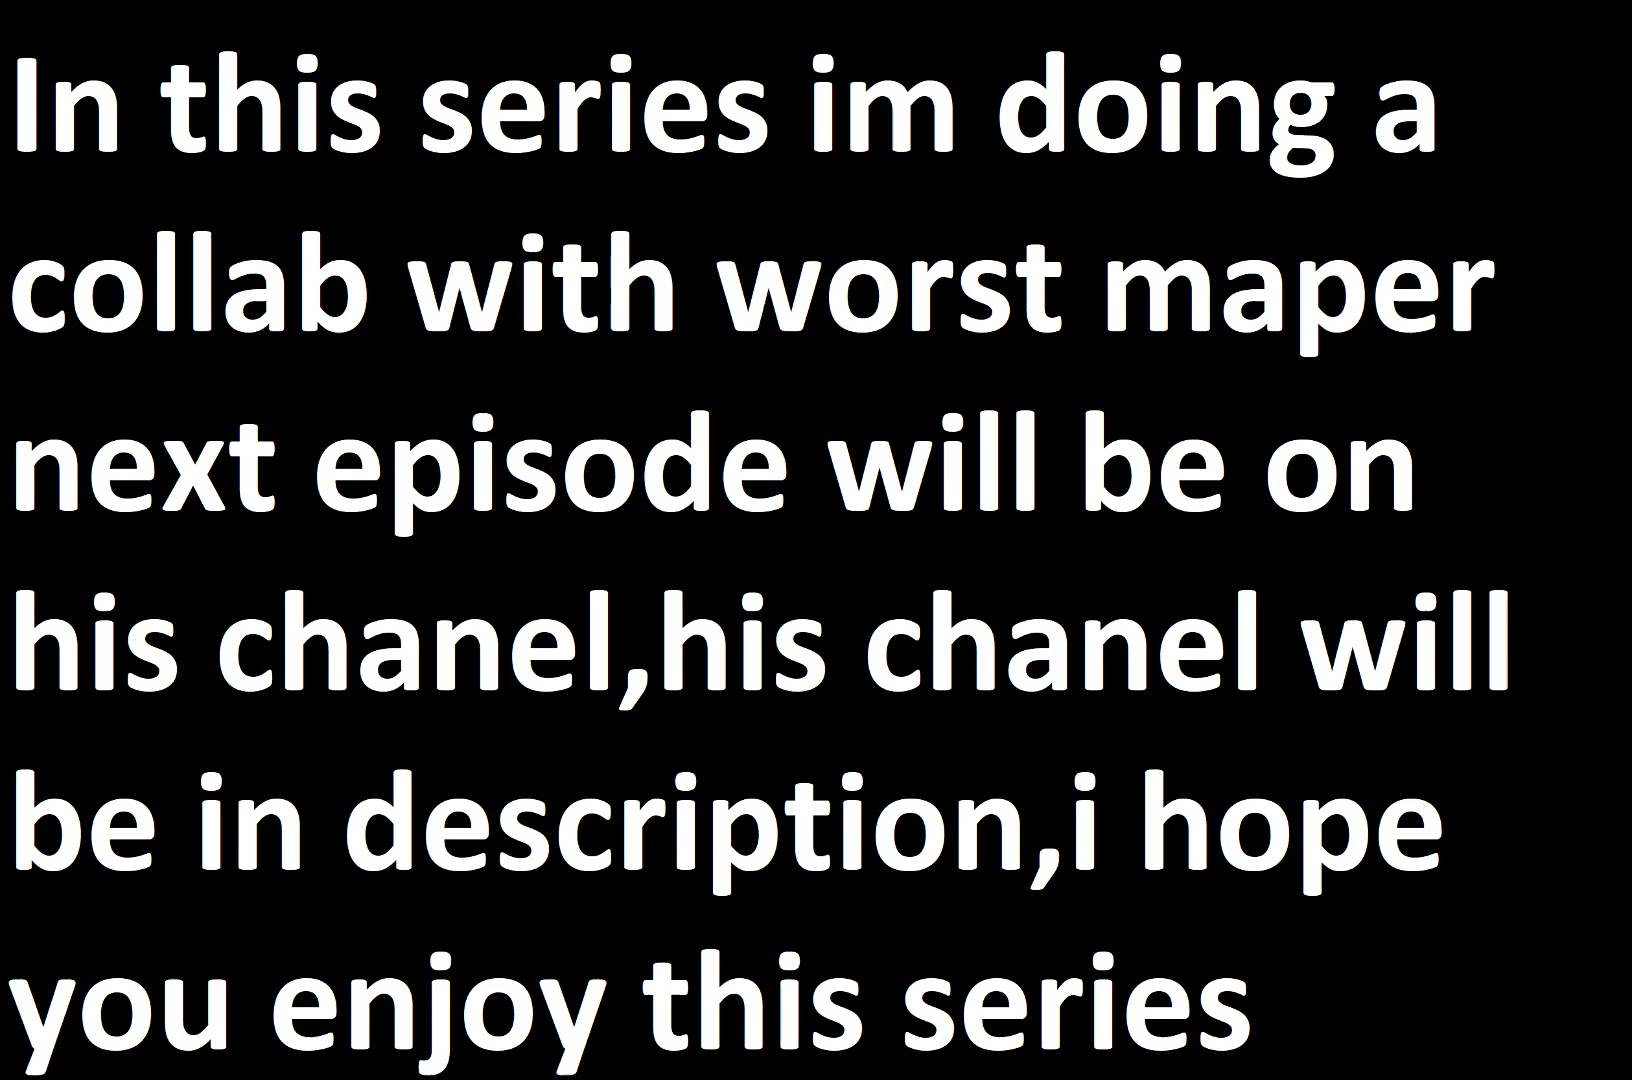 In this series im doing a
collab with worst maper
next episode will be on
his chanel,his chanel will
be in description,i hope
you enjoy this series